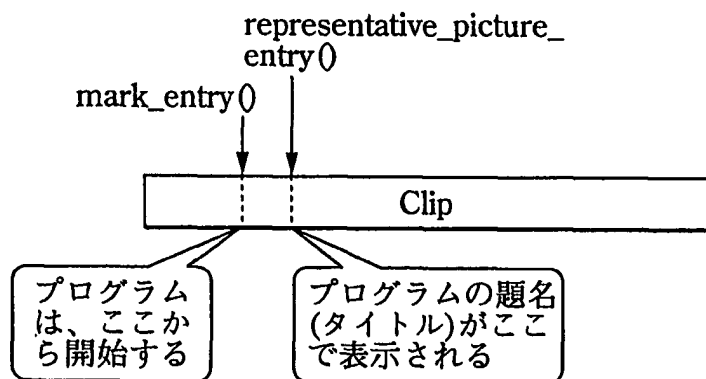 representative_picture_
entry()
mark_entry()
Clip
プログラム
は、ここか
ら開始する
プログラムの題名
(タイトル)がここ
で表示される